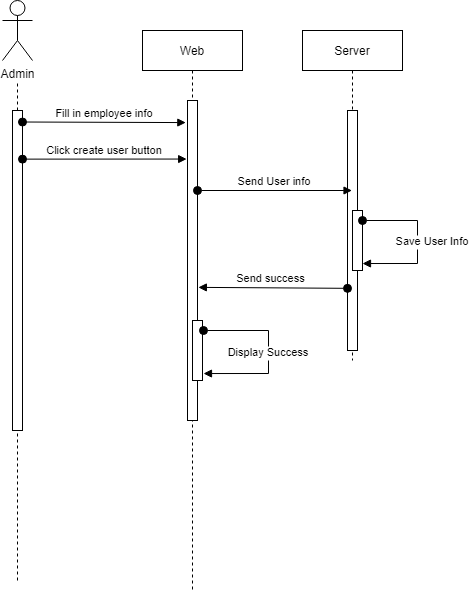 Web
Server
Admin
Fill in employee info
Click create user button
Send User info
Save User Info
Send success
Display Success